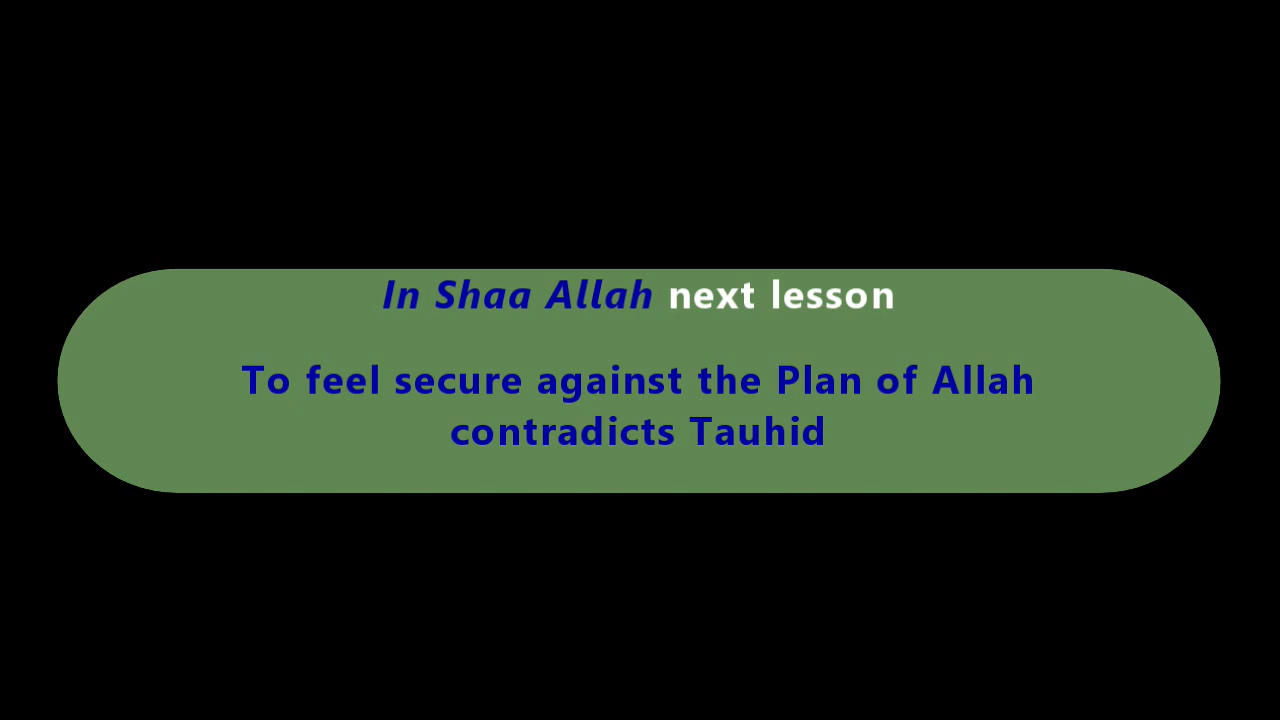 In Shaa Allah next lesson
To feel secure against the Plan of Allah
contradicts Tauhid